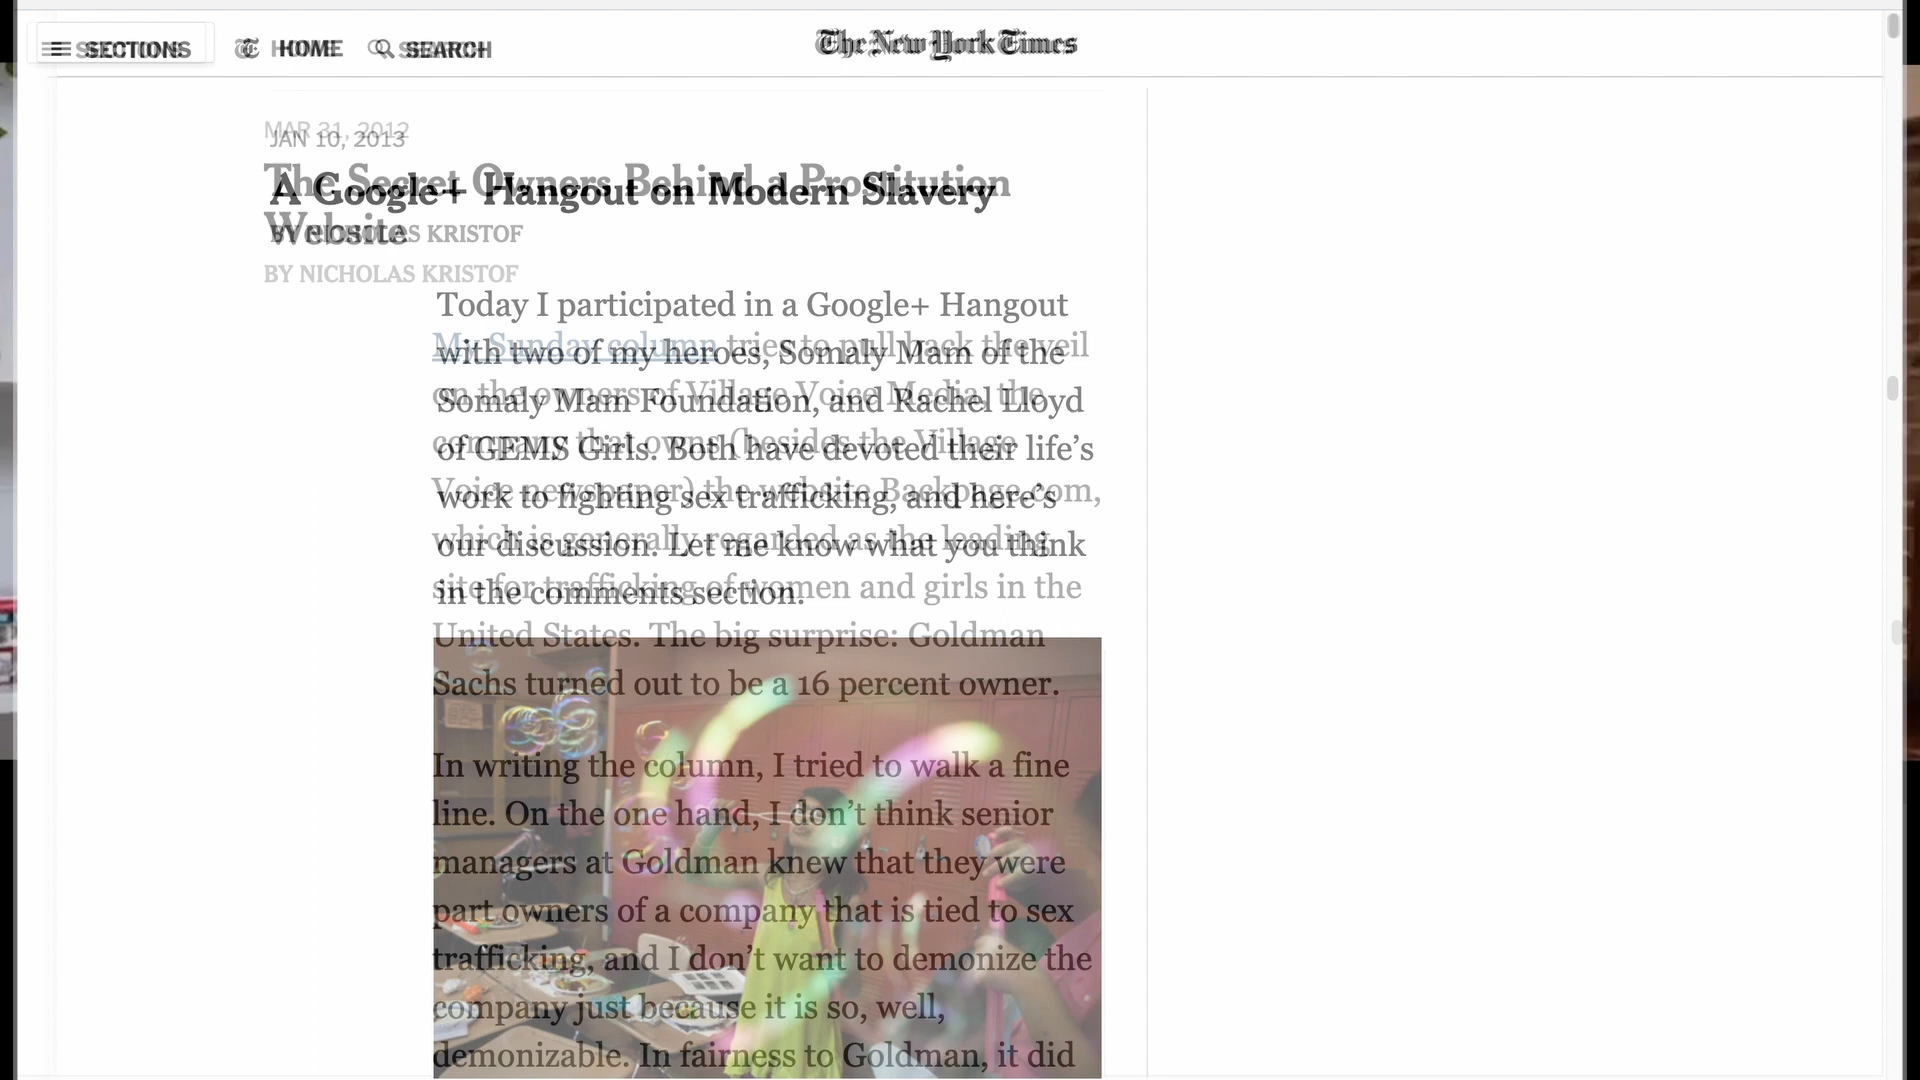 SECTIONS
HOME
SEARCH
The New York Times
MAR 31, 2012
JAN 10, 2013
The Secret Owners Behind a Prostitution
Website
A Google+ Hangout on Modern Slavery
BY NICHOLAS KRISTOF
BY NICHOLAS KRISTOF
Today I participated in a Google+ Hangout
with two of my heroes, Somaly Mam of the
Somaly Mam Foundation, and Rachel Lloyd
of GEMS Girls. Both have devoted their life’s
work to fighting sex trafficking, and here’s
our discussion. Let me know what you think
in the comments section.
My Sunday column tries to pull back the veil
on the owners of Village Voice Media, the
company that owns (besides the Village
Voice newspaper) the website Backpage.com,
which is generally regarded as the leading
site for trafficking of women and girls in the
United States. The big surprise: Goldman
Sachs turned out to be a 16 percent owner.
In writing the column, I tried to walk a fine
line. On the one hand, I don’t think senior
managers at Goldman knew that they were
part owners of a company that is tied to sex
trafficking, and I don’t want to demonize the
company just because it is so, well,
demonizable. In fairness to Goldman, it did